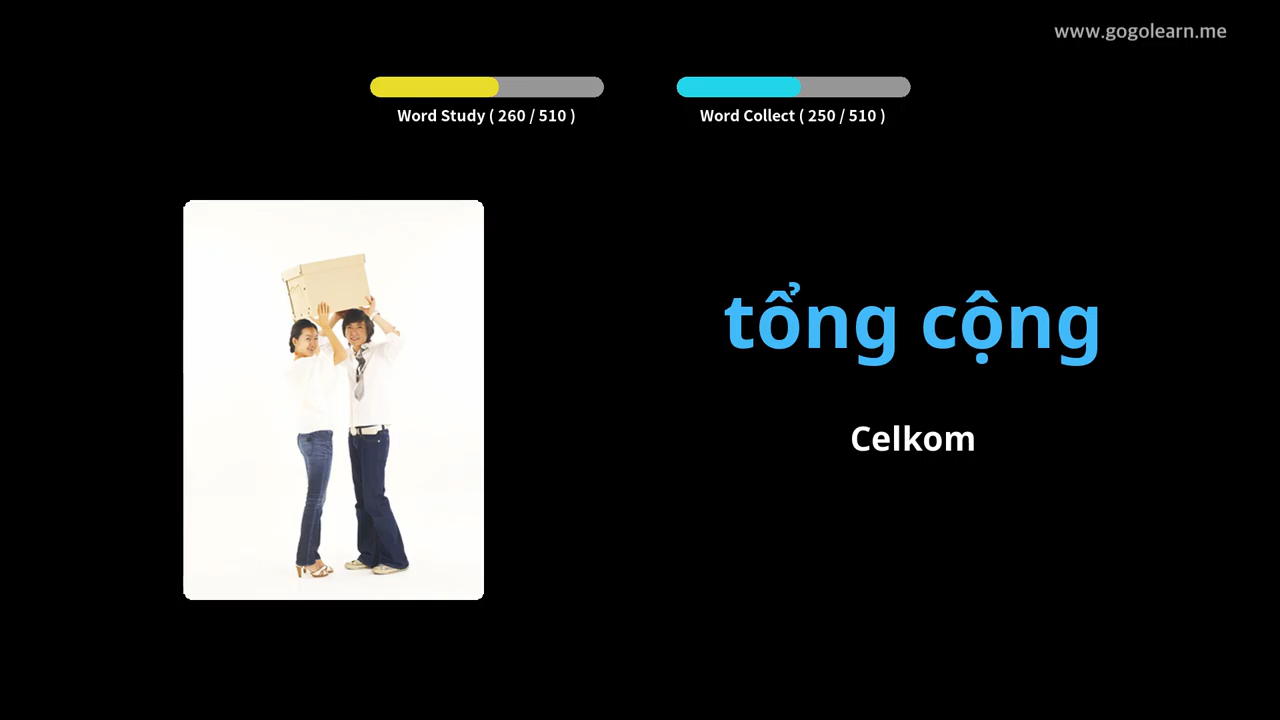 www.gogolearn.me
Word Study ( 260 / 510 )
Word Collect ( 250 / 510 )
tổng cộng
Celkom